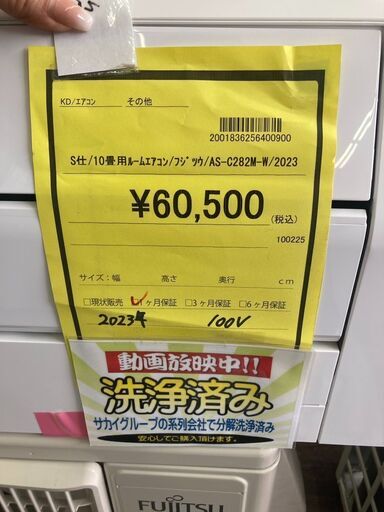 KD/エアコン その他
2001836256400900
S仕/10畳用ルームエアコン/フジツウ/AS-C282M-W/2023
¥60,500(税込)
100225
サイズ:幅 高さ 奥行 cm
□現状販売 □1ヶ月保証 □3ヶ月保証 □6ヶ月保証
2023年 100V
動画放映中!!
洗浄済み
サカイグループの系列会社で分解洗浄済み
安心してご購入頂けます。
FUJITSU